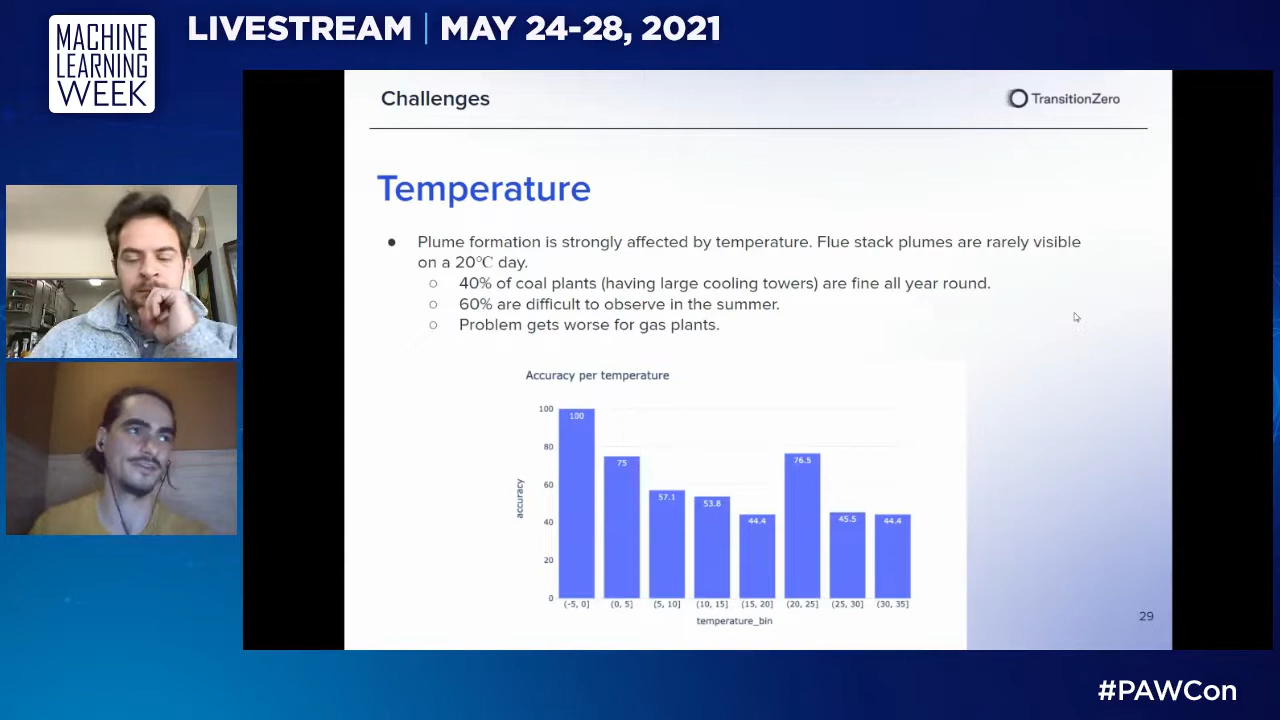 MACHINE
LEARNING
WEEK
LIVESTREAM | MAY 24-28, 2021
Challenges
TransitionZero
Temperature
● Plume formation is strongly affected by temperature. Flue stack plumes are rarely visible
on a 20℃ day.
○ 40% of coal plants (having large cooling towers) are fine all year round.
○ 60% are difficult to observe in the summer.
○ Problem gets worse for gas plants.
Accuracy per temperature
accuracy
100
80
60
40
20
0
100
75
57.1
53.8
44.4
76.5
45.5
44.4
(-5, 0] (0, 5] (5, 10] (10, 15] (15, 20] (20, 25] (25, 30] (30, 35]
temperature_bin
29
#PAWCon